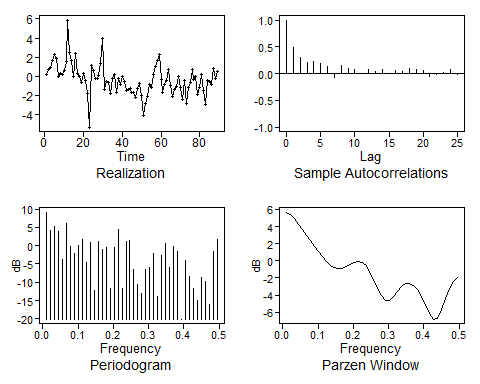 6
4
2
0
-2
-4
0 20 40 60 80
Time
Realization
1.0
0.5
0.0
-0.5
-1.0
0 5 10 15 20 25
Lag
Sample Autocorrelations
10
5
0
-5
-10
-15
-20
dB
0.0 0.1 0.2 0.3 0.4 0.5
Frequency
Periodogram
6
4
2
0
-2
-4
-6
dB
0.0 0.1 0.2 0.3 0.4 0.5
Frequency
Parzen Window